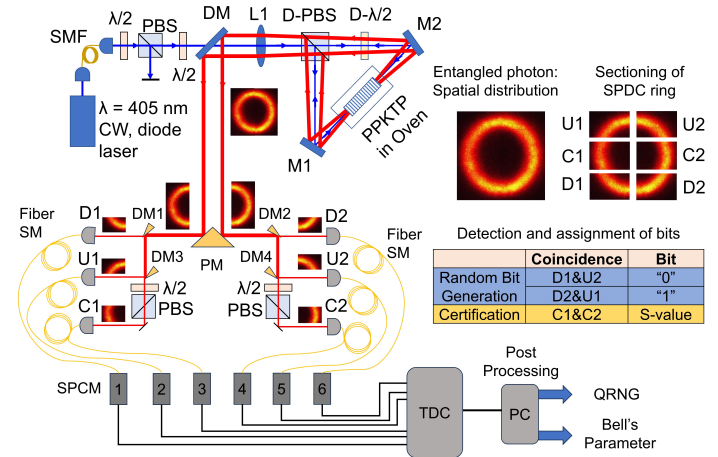 λ/2
PBS
DM
L1
D-PBS
D-λ/2
M2
SMF
λ/2
λ = 405 nm
CW, diode
laser
PPKTP
in Oven
M1
Entangled photon:
Spatial distribution
Sectioning of
SPDC ring
U1
U2
C1
C2
D1
D2
Fiber
SM
D1
DM1
DM2
D2
Fiber
SM
U1
DM3
PM
DM4
U2
λ/2
PBS
λ/2
PBS
C1
C2
Detection and assignment of bits
Coincidence
Bit
Random Bit
Generation
D1&U2
"0"
D2&U1
"1"
Certification
C1&C2
S-value
SPCM
1
2
3
4
5
6
TDC
Post
Processing
PC
QRNG
Bell's
Parameter